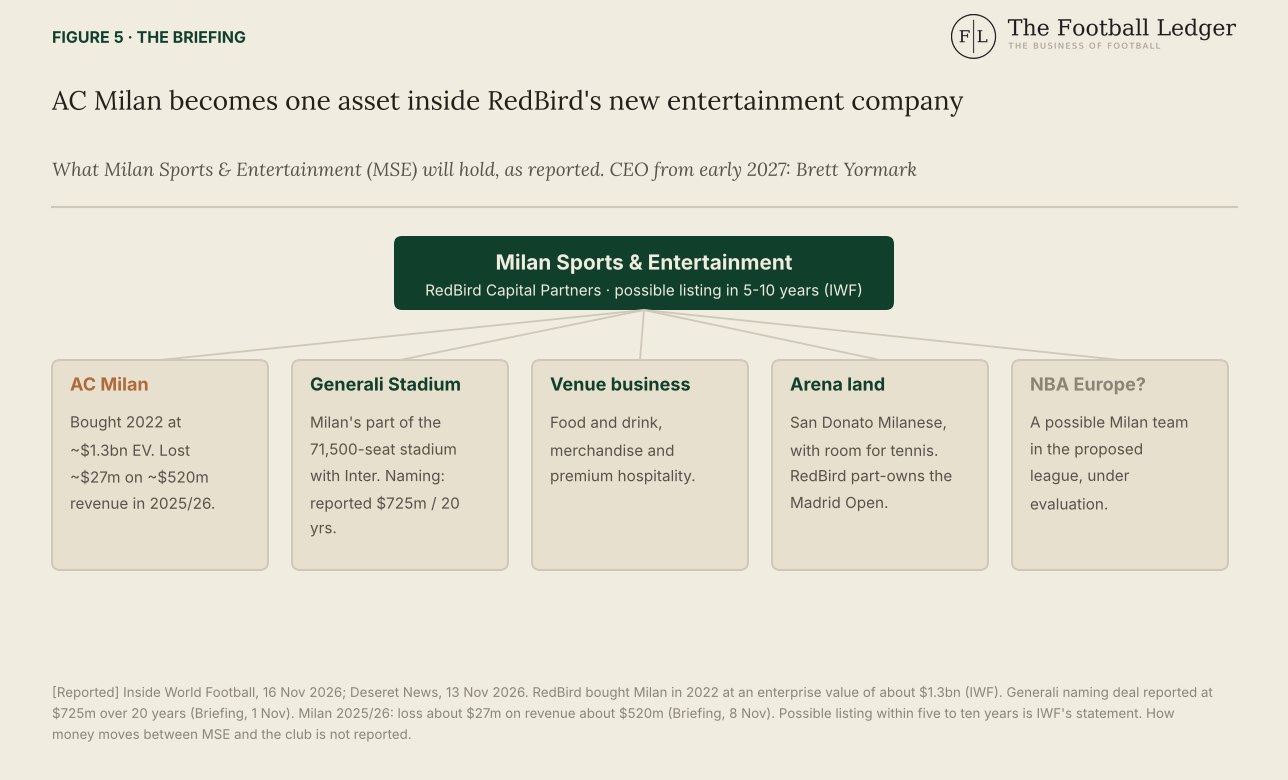 FIGURE 5 · THE BRIEFING
F L
The Football Ledger
THE BUSINESS OF FOOTBALL
AC Milan becomes one asset inside RedBird's new entertainment company
What Milan Sports & Entertainment (MSE) will hold, as reported. CEO from early 2027: Brett Yormark
Milan Sports & Entertainment
RedBird Capital Partners · possible listing in 5-10 years (IWF)
AC Milan
Bought 2022 at
~$1.3bn EV. Lost
~$27m on ~$520m
revenue in 2025/26.
Generali Stadium
Milan's part of the
71,500-seat stadium
with Inter. Naming:
reported $725m / 20
yrs.
Venue business
Food and drink,
merchandise and
premium hospitality.
Arena land
San Donato Milanese,
with room for tennis.
RedBird part-owns the
Madrid Open.
NBA Europe?
A possible Milan team
in the proposed
league, under
evaluation.
[Reported] Inside World Football, 16 Nov 2026; Deseret News, 13 Nov 2026. RedBird bought Milan in 2022 at an enterprise value of about $1.3bn (IWF). Generali naming deal reported at
$725m over 20 years (Briefing, 1 Nov). Milan 2025/26: loss about $27m on revenue about $520m (Briefing, 8 Nov). Possible listing within five to ten years is IWF's statement. How
money moves between MSE and the club is not reported.